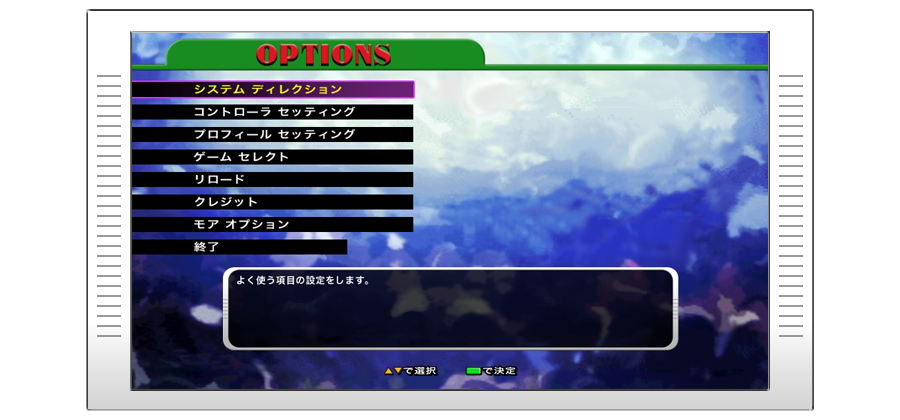 OPTIONS
システム ディレクション
コントローラ セッティング
プロフィール セッティング
ゲーム セレクト
リロード
クレジット
モア オプション
終了
よく使う項目の設定をします。
▲▼で選択 で決定